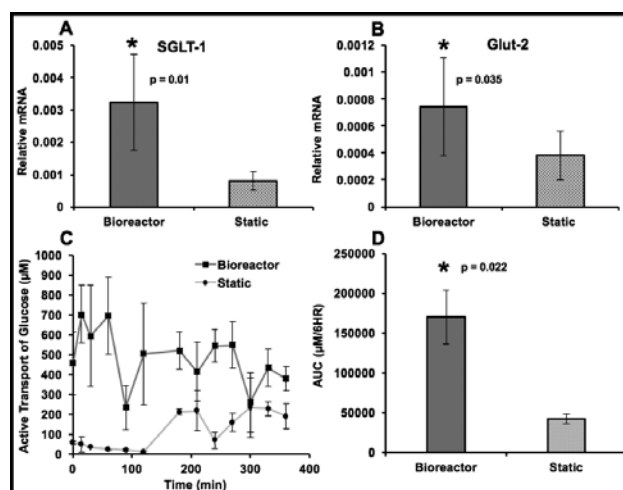 A
SGLT-1
*
p = 0.01
Relative mRNA
0.005
0.004
0.003
0.002
0.001
0
Bioreactor
Static
B
Glut-2
*
p = 0.035
Relative mRNA
0.0012
0.001
0.0008
0.0006
0.0004
0.0002
0
Bioreactor
Static
C
Bioreactor
Static
Active Transport of Glucose (µM)
1000
900
800
700
600
500
400
300
200
100
0
0
100
200
300
400
Time (min)
D
*
p = 0.022
AUC (µM/6HR)
250000
200000
150000
100000
50000
0
Bioreactor
Static